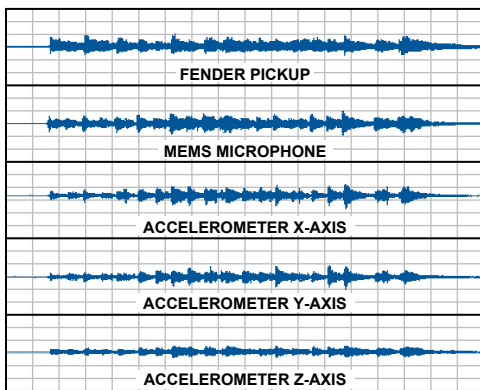 FENDER PICKUP
MEMS MICROPHONE
ACCELEROMETER X-AXIS
ACCELEROMETER Y-AXIS
ACCELEROMETER Z-AXIS